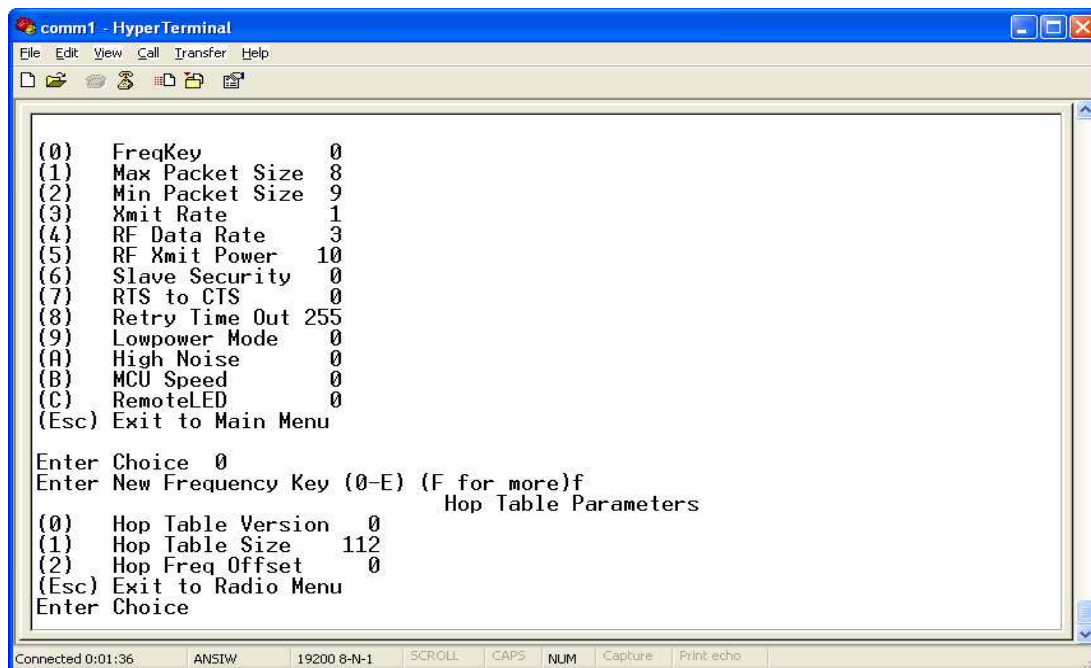 comm1 - HyperTerminal
File Edit View Call Transfer Help
(0) FreqKey 0
(1) Max Packet Size 8
(2) Min Packet Size 9
(3) Xmit Rate 1
(4) RF Data Rate 3
(5) RF Xmit Power 10
(6) Slave Security 0
(7) RTS to CTS 0
(8) Retry Time Out 255
(9) Lowpower Mode 0
(A) High Noise 0
(B) MCU Speed 0
(C) RemoteLED 0
(Esc) Exit to Main Menu
Enter Choice 0
Enter New Frequency Key (0-E) (F for more)f
Hop Table Parameters
(0) Hop Table Version 0
(1) Hop Table Size 112
(2) Hop Freq Offset 0
(Esc) Exit to Radio Menu
Enter Choice
Connected 0:01:36 ANSIW 19200 8-N-1 SCROLL CAPS NUM Capture Print echo